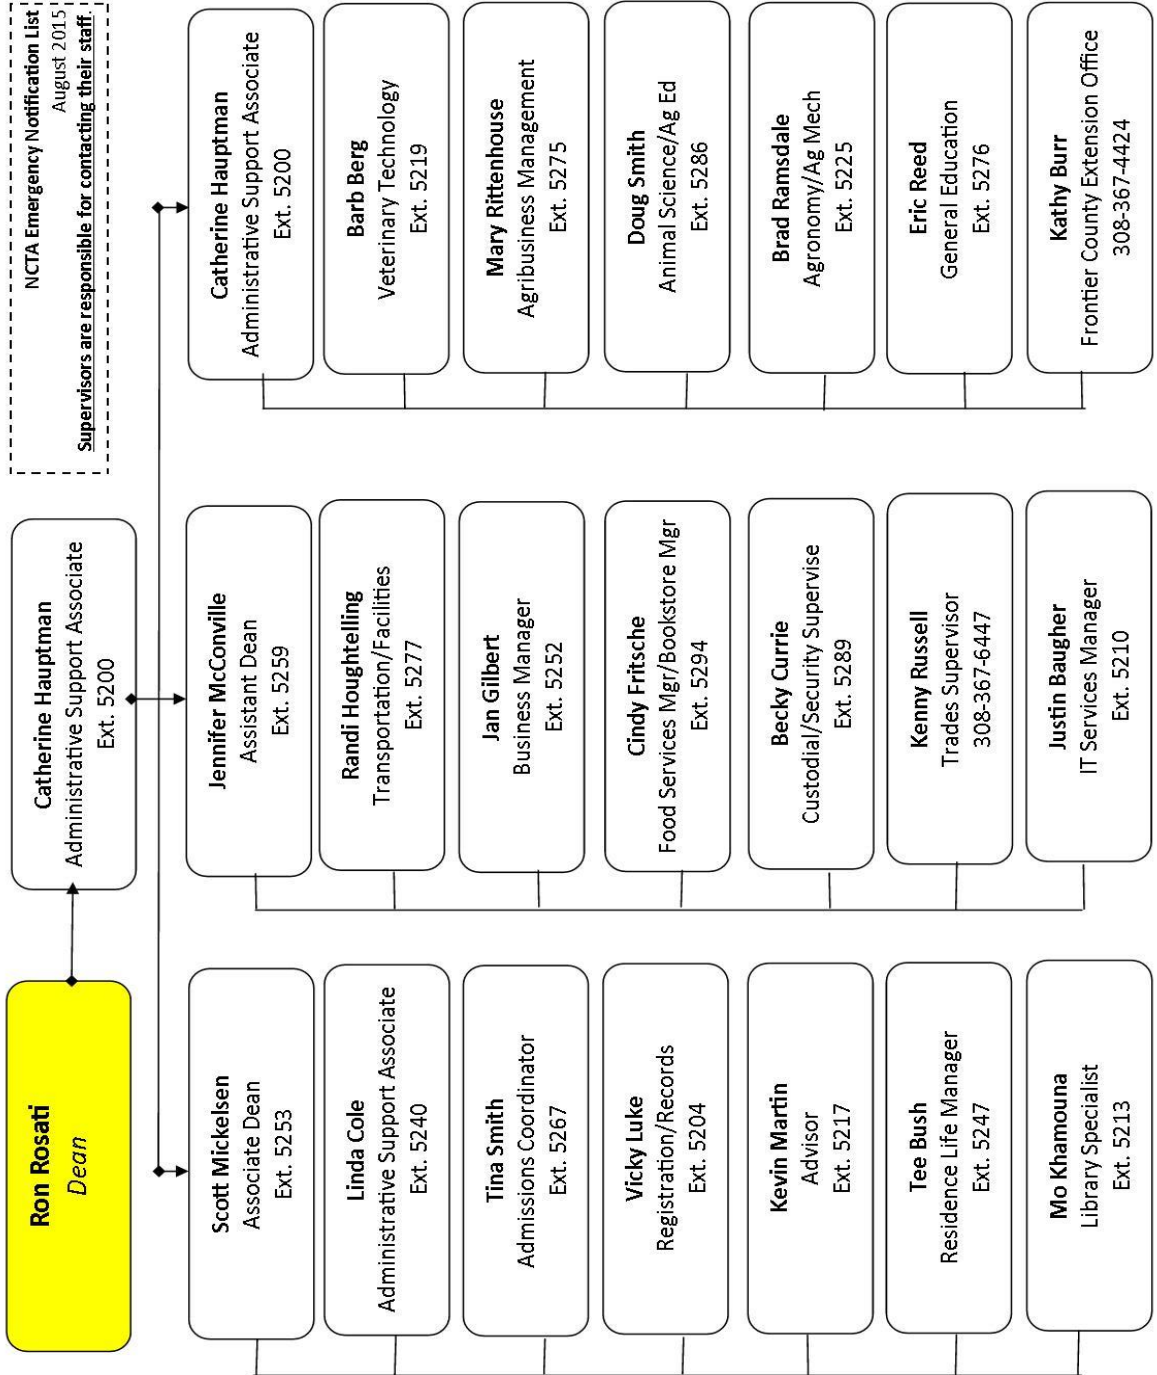 NCTA Emergency Notification List
August 2015
Supervisors are responsible for contacting their staff.
Ron Rosati
Dean
Catherine Hauptman
Administrative Support Associate
Ext. 5200
Scott Mickelsen
Associate Dean
Ext. 5253
Linda Cole
Administrative Support Associate
Ext. 5240
Tina Smith
Admissions Coordinator
Ext. 5267
Vicky Luke
Registration/Records
Ext. 5204
Kevin Martin
Advisor
Ext. 5217
Tee Bush
Residence Life Manager
Ext. 5247
Mo Khamouna
Library Specialist
Ext. 5213
Jennifer McConville
Assistant Dean
Ext. 5259
Randi Houghtelling
Transportation/Facilities
Ext. 5277
Jan Gilbert
Business Manager
Ext. 5252
Cindy Fritsche
Food Services Mgr/Bookstore Mgr
Ext. 5294
Becky Currie
Custodial/Security Supervise
Ext. 5289
Kenny Russell
Trades Supervisor
308-367-6447
Justin Baugher
IT Services Manager
Ext. 5210
Catherine Hauptman
Administrative Support Associate
Ext. 5200
Barb Berg
Veterinary Technology
Ext. 5219
Mary Rittenhouse
Agribusiness Management
Ext. 5275
Doug Smith
Animal Science/Ag Ed
Ext. 5286
Brad Ramsdale
Agronomy/Ag Mech
Ext. 5225
Eric Reed
General Education
Ext. 5276
Kathy Burr
Frontier County Extension Office
308-367-4424